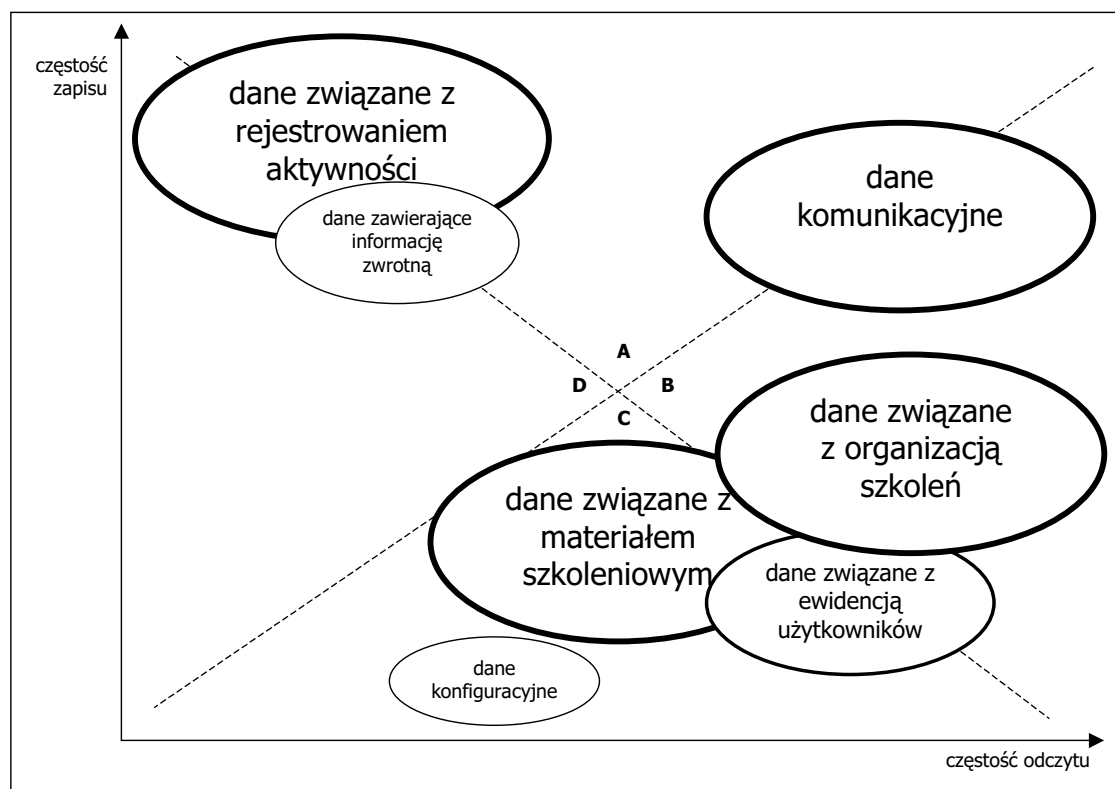 częstość
zapisu
dane związane z
rejestrowaniem
aktywności
dane zawierające
informację
zwrotną
dane
komunikacyjne
A
D
B
C
dane związane
z organizacją
szkoleń
dane związane z
materiałem
szkoleniowym
dane związane z
ewidencją
użytkowników
dane
konfiguracyjne
częstość odczytu